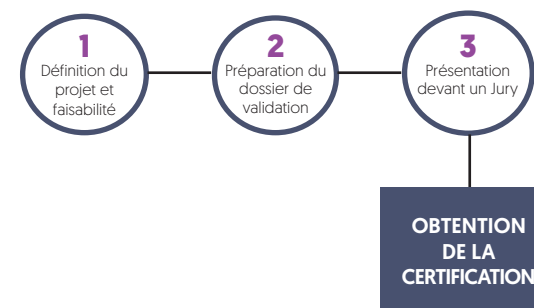 1
Définition du
projet et
faisabilité
2
Préparation du
dossier de
validation
3
Présentation
devant un Jury
OBTENTION
DE LA
CERTIFICATION